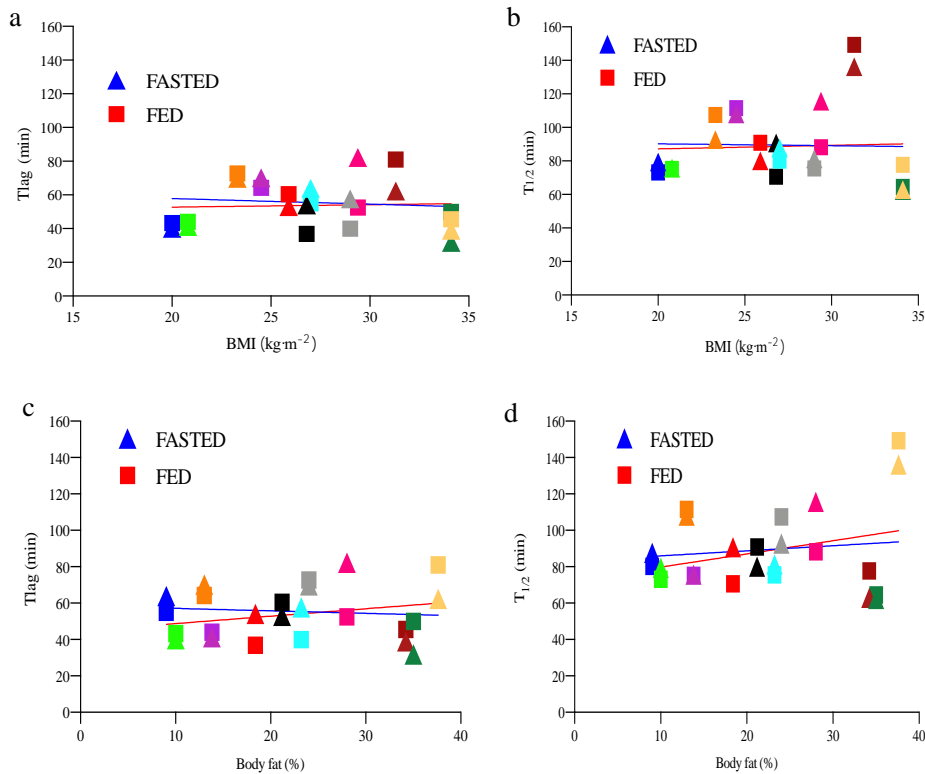 a
160
140
120
100
80
60
40
20
0
15
20
25
30
35
Tlag (min)
BMI (kg·m⁻²)
FASTED
FED
b
160
140
120
100
80
60
40
20
0
15
20
25
30
35
T1/2 (min)
BMI (kg·m⁻²)
FASTED
FED
c
160
140
120
100
80
60
40
20
0
0
10
20
30
40
Tlag (min)
Body fat (%)
FASTED
FED
d
160
140
120
100
80
60
40
20
0
0
10
20
30
40
T1/2 (min)
Body fat (%)
FASTED
FED